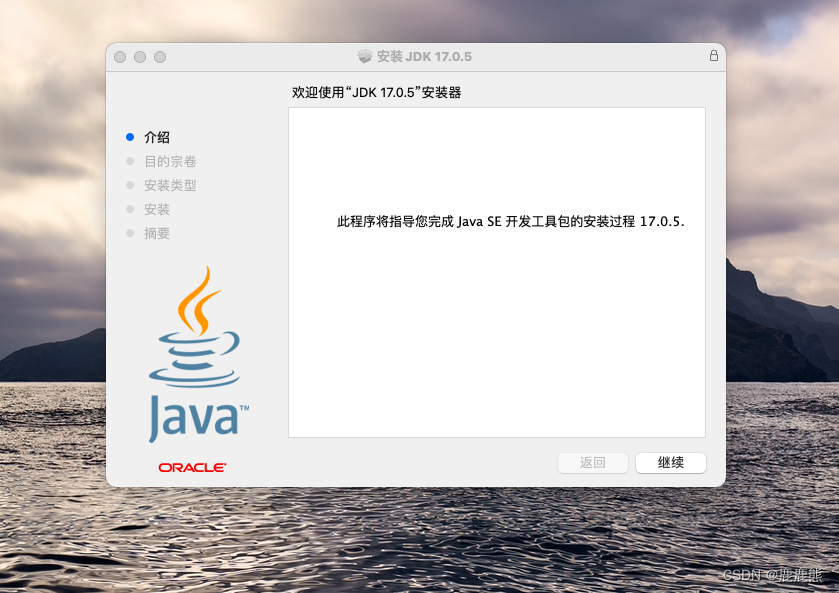 安装 JDK 17.0.5
欢迎使用“JDK 17.0.5”安装器
介绍
目的宗卷
安装类型
安装
摘要
此程序将指导您完成 Java SE 开发工具包的安装过程 17.0.5.
Java™
ORACLE®
返回
继续
CSDN @鹿鹿熊